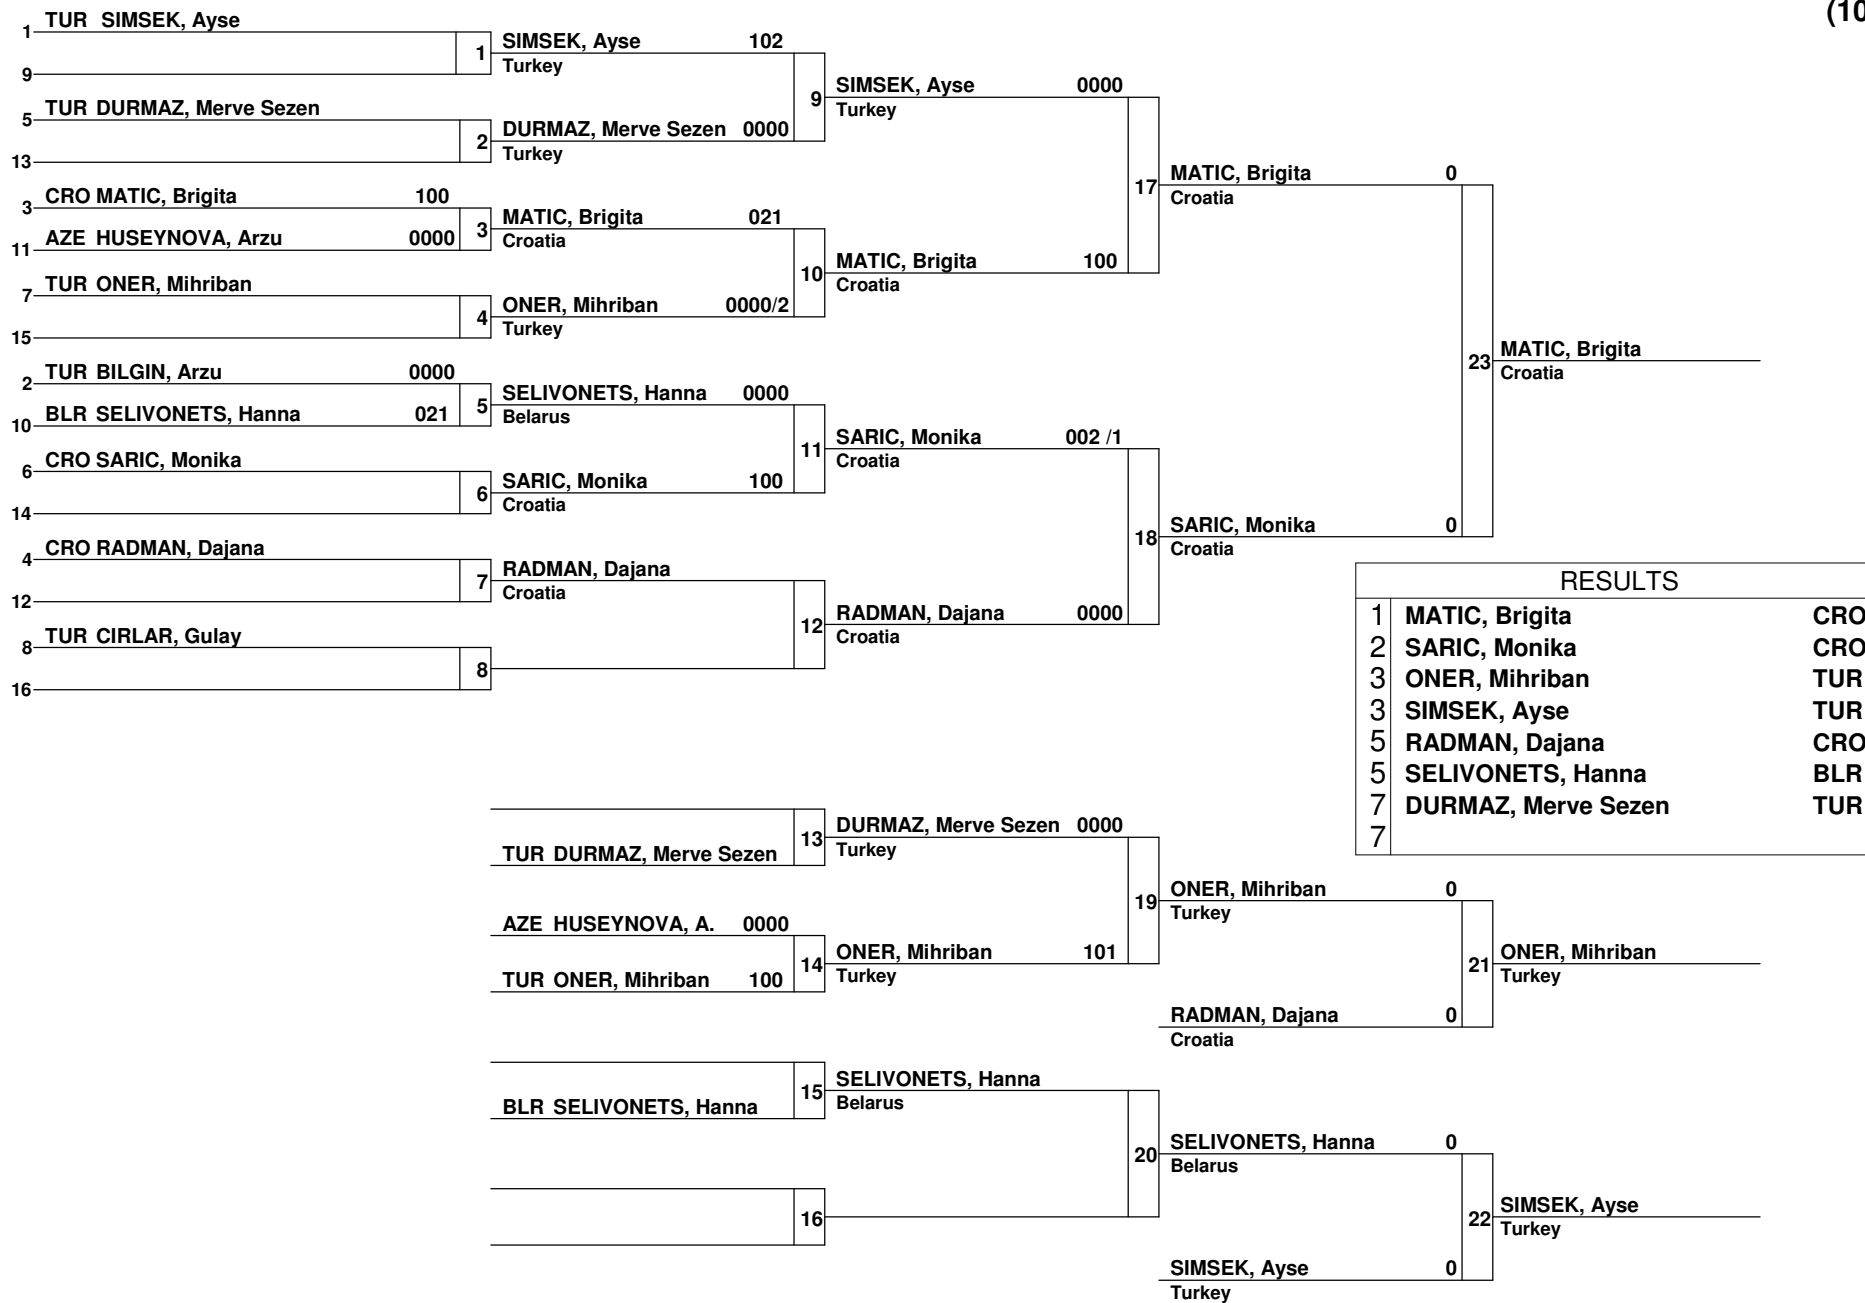 (10
1 TUR SIMSEK, Ayse
9
1 SIMSEK, Ayse 102
Turkey
5 TUR DURMAZ, Merve Sezen
13
2 DURMAZ, Merve Sezen 0000
Turkey
9 SIMSEK, Ayse 0000
Turkey
3 CRO MATIC, Brigita 100
11 AZE HUSEYNOVA, Arzu 0000
3 MATIC, Brigita 021
Croatia
7 TUR ONER, Mihriban
15
4 ONER, Mihriban 0000/2
Turkey
10 MATIC, Brigita 100
Croatia
17 MATIC, Brigita 0
Croatia
2 TUR BILGIN, Arzu 0000
10 BLR SELIVONETS, Hanna 021
5 SELIVONETS, Hanna 0000
Belarus
6 CRO SARIC, Monika
14
6 SARIC, Monika 100
Croatia
11 SARIC, Monika 002 /1
Croatia
4 CRO RADMAN, Dajana
12
7 RADMAN, Dajana
Croatia
8 TUR CIRLAR, Gulay
16
8
12 RADMAN, Dajana 0000
Croatia
18 SARIC, Monika 0
Croatia
23 MATIC, Brigita
Croatia
RESULTS
1 MATIC, Brigita CRO
2 SARIC, Monika CRO
3 ONER, Mihriban TUR
3 SIMSEK, Ayse TUR
5 RADMAN, Dajana CRO
5 SELIVONETS, Hanna BLR
7 DURMAZ, Merve Sezen TUR
7
TUR DURMAZ, Merve Sezen
13 DURMAZ, Merve Sezen 0000
Turkey
AZE HUSEYNOVA, A. 0000
TUR ONER, Mihriban 100
14 ONER, Mihriban 101
Turkey
19 ONER, Mihriban 0
Turkey
RADMAN, Dajana 0
Croatia
21 ONER, Mihriban
Turkey
BLR SELIVONETS, Hanna
15 SELIVONETS, Hanna
Belarus
16
20 SELIVONETS, Hanna 0
Belarus
SIMSEK, Ayse 0
Turkey
22 SIMSEK, Ayse
Turkey